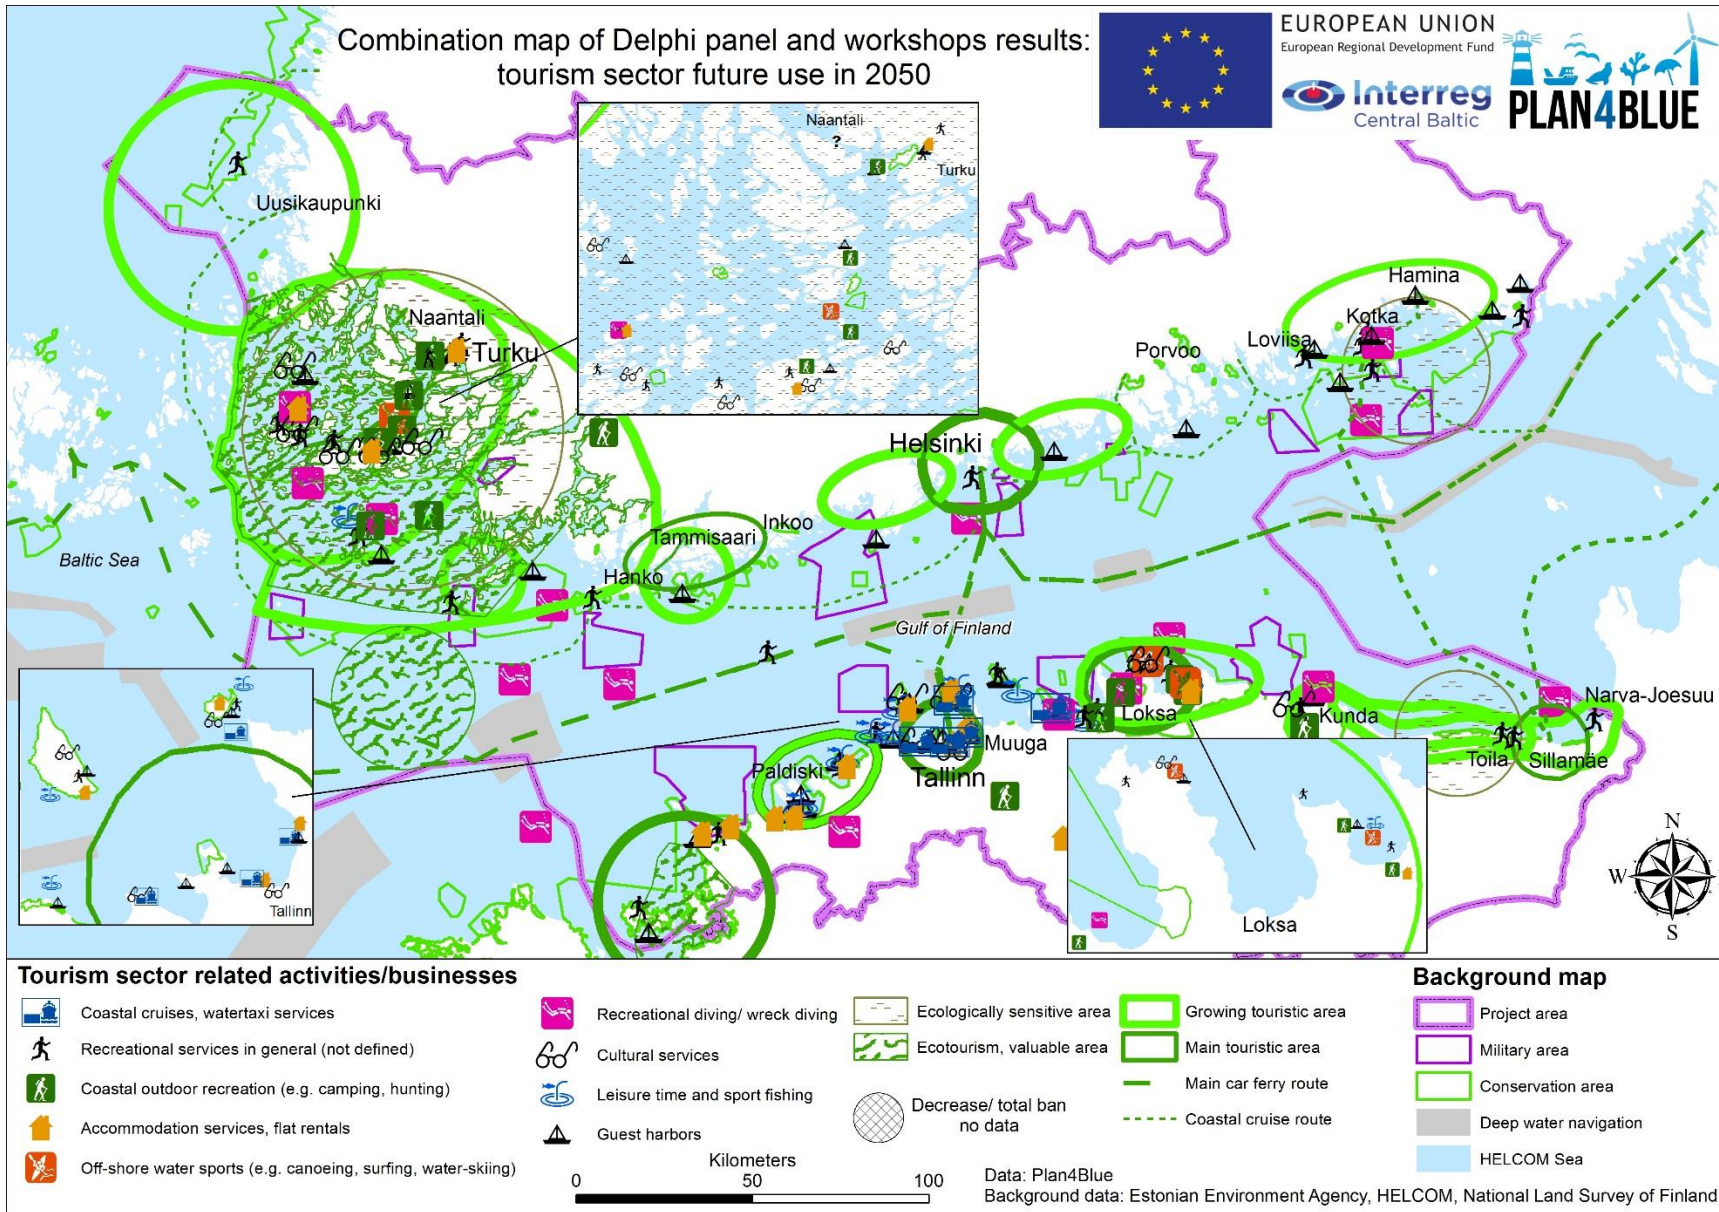 Combination map of Delphi panel and workshops results:
tourism sector future use in 2050
EUROPEAN UNION
European Regional Development Fund
Interreg
Central Baltic
PLAN4BLUE
Naantali
?
Turku
Uusikaupunki
Naantali
Turku
Hamina
Kotka
Loviisa
Porvoo
Helsinki
Inkoo
Tammisaari
Hanko
Baltic Sea
Gulf of Finland
Narva-Joesuu
Loksa
Kunda
Muuga
Toila
Sillamäe
Paldiski
Tallinn
Tallinn
Loksa
N
W
E
S
Tourism sector related activities/businesses
Coastal cruises, watertaxi services
Recreational services in general (not defined)
Coastal outdoor recreation (e.g. camping, hunting)
Accommodation services, flat rentals
Off-shore water sports (e.g. canoeing, surfing, water-skiing)
Recreational diving/ wreck diving
Cultural services
Leisure time and sport fishing
Guest harbors
Kilometers
0 50 100
Ecologically sensitive area
Ecotourism, valuable area
Decrease/ total ban
no data
Growing touristic area
Main touristic area
Main car ferry route
Coastal cruise route
Background map
Project area
Military area
Conservation area
Deep water navigation
HELCOM Sea
Data: Plan4Blue
Background data: Estonian Environment Agency, HELCOM, National Land Survey of Finland